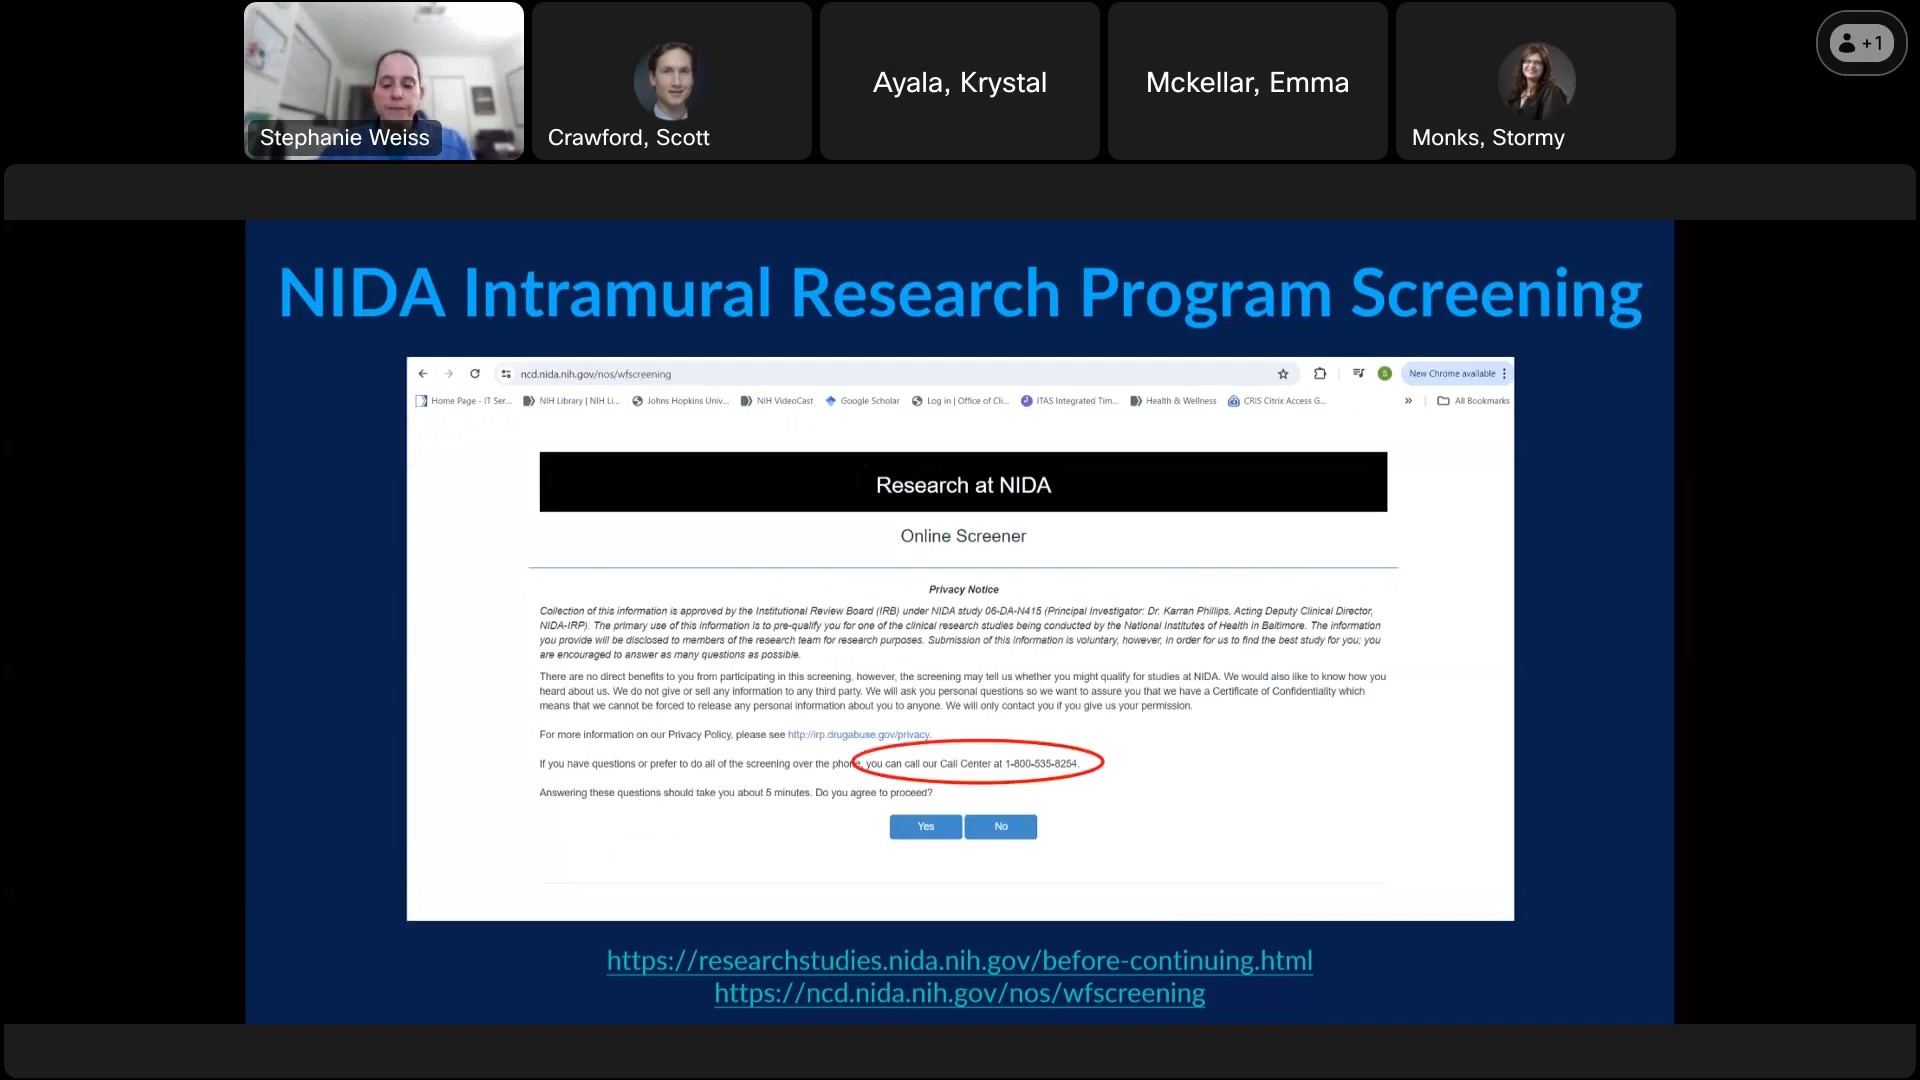 Stephanie Weiss
Crawford, Scott
Ayala, Krystal
Mckellar, Emma
Monks, Stormy
+1
NIDA Intramural Research Program Screening
ncd.nida.nih.gov/nos/wfscreening
S
New Chrome available
Home Page - IT Ser...
NIH Library | NIH Li...
Johns Hopkins Univ...
NIH VideoCast
Google Scholar
Log in | Office of Cli...
ITAS Integrated Tim...
Health & Wellness
CRIS Citrix Access G...
»
All Bookmarks
Research at NIDA
Online Screener
Privacy Notice
Collection of this information is approved by the Institutional Review Board (IRB) under NIDA study 06-DA-N415 (Principal Investigator: Dr. Karran Phillips, Acting Deputy Clinical Director,
NIDA-IRP). The primary use of this information is to pre-qualify you for one of the clinical research studies being conducted by the National Institutes of Health in Baltimore. The information
you provide will be disclosed to members of the research team for research purposes. Submission of this information is voluntary, however, in order for us to find the best study for you; you
are encouraged to answer as many questions as possible.
There are no direct benefits to you from participating in this screening, however, the screening may tell us whether you might qualify for studies at NIDA. We would also like to know how you
heard about us. We do not give or sell any information to any third party. We will ask you personal questions so we want to assure you that we have a Certificate of Confidentiality which
means that we cannot be forced to release any personal information about you to anyone. We will only contact you if you give us your permission.
For more information on our Privacy Policy, please see http://irp.drugabuse.gov/privacy.
If you have questions or prefer to do all of the screening over the phone, you can call our Call Center at 1-800-535-8254.
Answering these questions should take you about 5 minutes. Do you agree to proceed?
Yes
No
https://researchstudies.nida.nih.gov/before-continuing.html
https://ncd.nida.nih.gov/nos/wfscreening